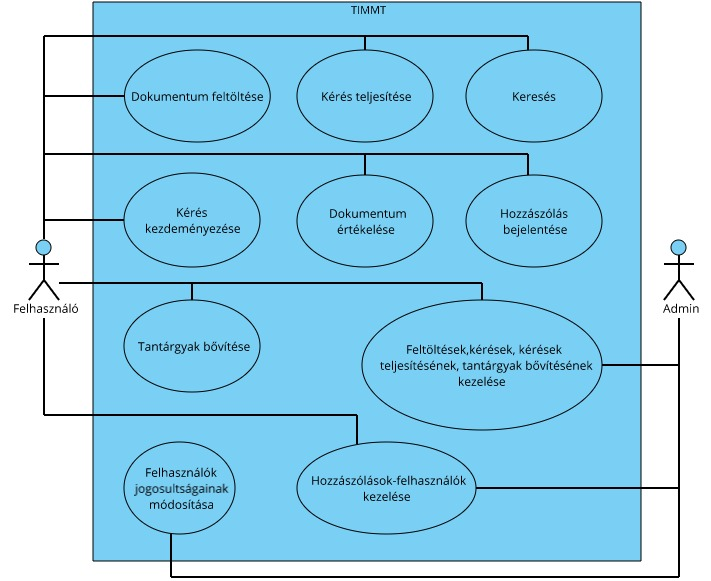 TIMMT
Dokumentum feltöltése
Kérés teljesítése
Keresés
Kérés
kezdeményezése
Dokumentum
értékelése
Hozzászólás
bejelentése
Felhasználó
Admin
Tantárgyak bővítése
Feltöltések,kérések, kérések
teljesítésének, tantárgyak bővítésének
kezelése
Felhasználók
jogosultságainak
módosítása
Hozzászólások-felhasználók
kezelése